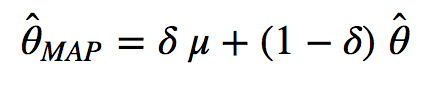 θ̂_MAP = δ μ + (1 − δ) θ̂